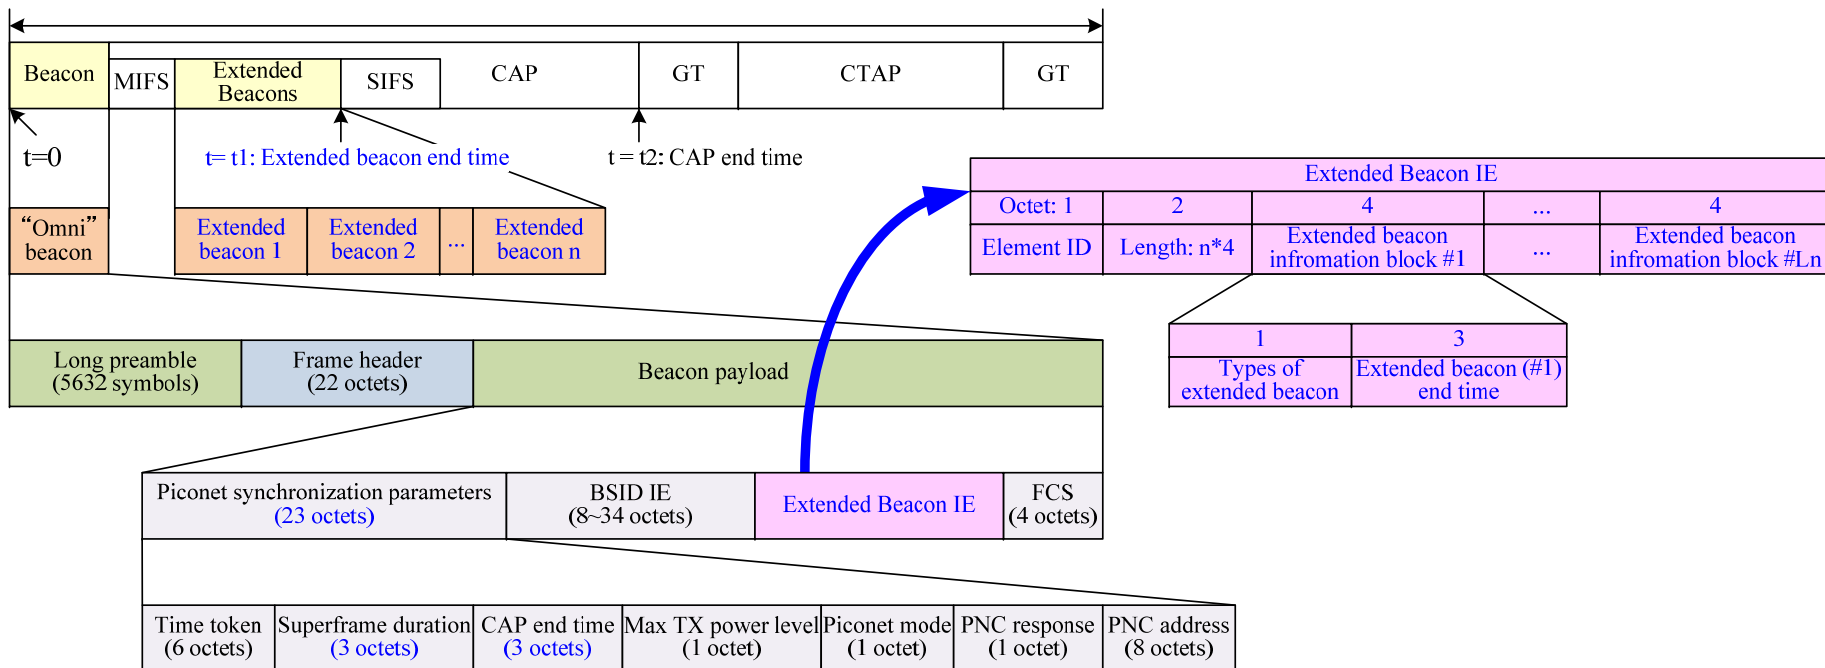 Beacon
MIFS
Extended
Beacons
SIFS
CAP
GT
CTAP
GT
t=0
t= t1: Extended beacon end time
t = t2: CAP end time
“Omni”
beacon
Extended
beacon 1
Extended
beacon 2
...
Extended
beacon n
Extended Beacon IE
Octet: 1
2
4
...
4
Element ID
Length: n*4
Extended beacon
infromation block #1
...
Extended beacon
infromation block #Ln
1
3
Types of
extended beacon
Extended beacon (#1)
end time
Long preamble
(5632 symbols)
Frame header
(22 octets)
Beacon payload
Piconet synchronization parameters
(23 octets)
BSID IE
(8~34 octets)
Extended Beacon IE
FCS
(4 octets)
Time token
(6 octets)
Superframe duration
(3 octets)
CAP end time
(3 octets)
Max TX power level
(1 octet)
Piconet mode
(1 octet)
PNC response
(1 octet)
PNC address
(8 octets)